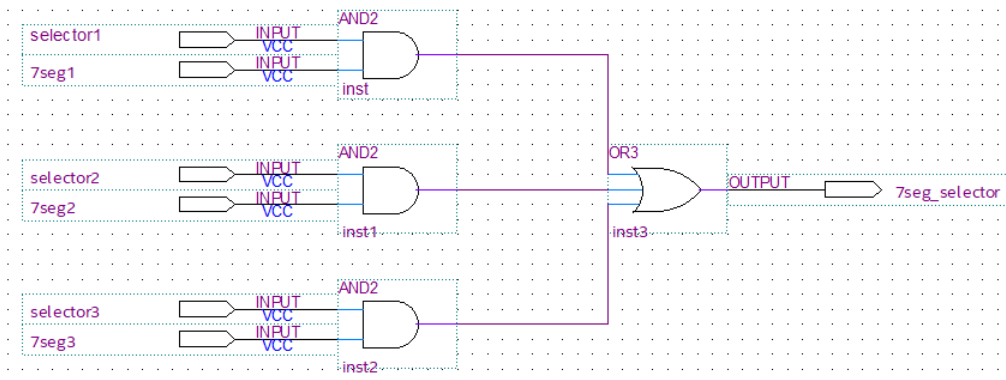 AND2
selector1 INPUT
VCC
7seg1 INPUT
VCC
inst
AND2
OR3
selector2 INPUT
VCC
OUTPUT
7seg_selector
7seg2 INPUT
VCC
inst1
inst3
AND2
selector3 INPUT
VCC
7seg3 INPUT
VCC
inst2